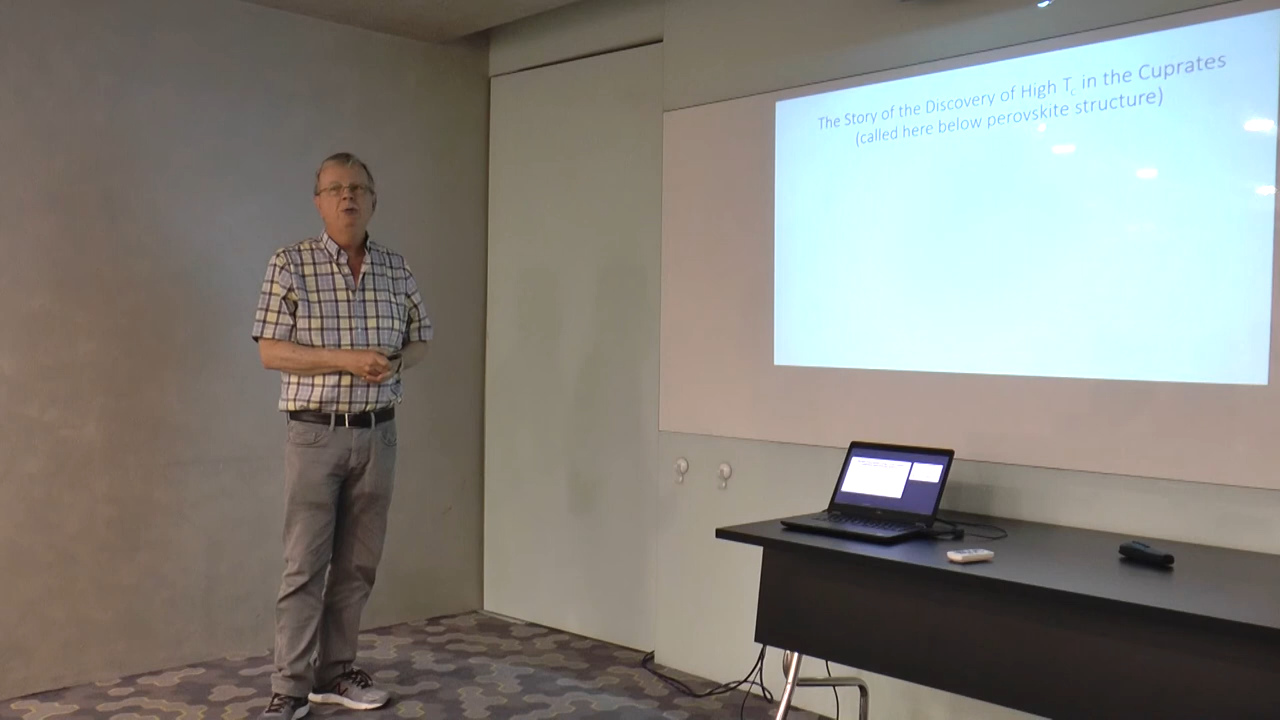 The Story of the Discovery of High Tc in the Cuprates
(called here below perovskite structure)